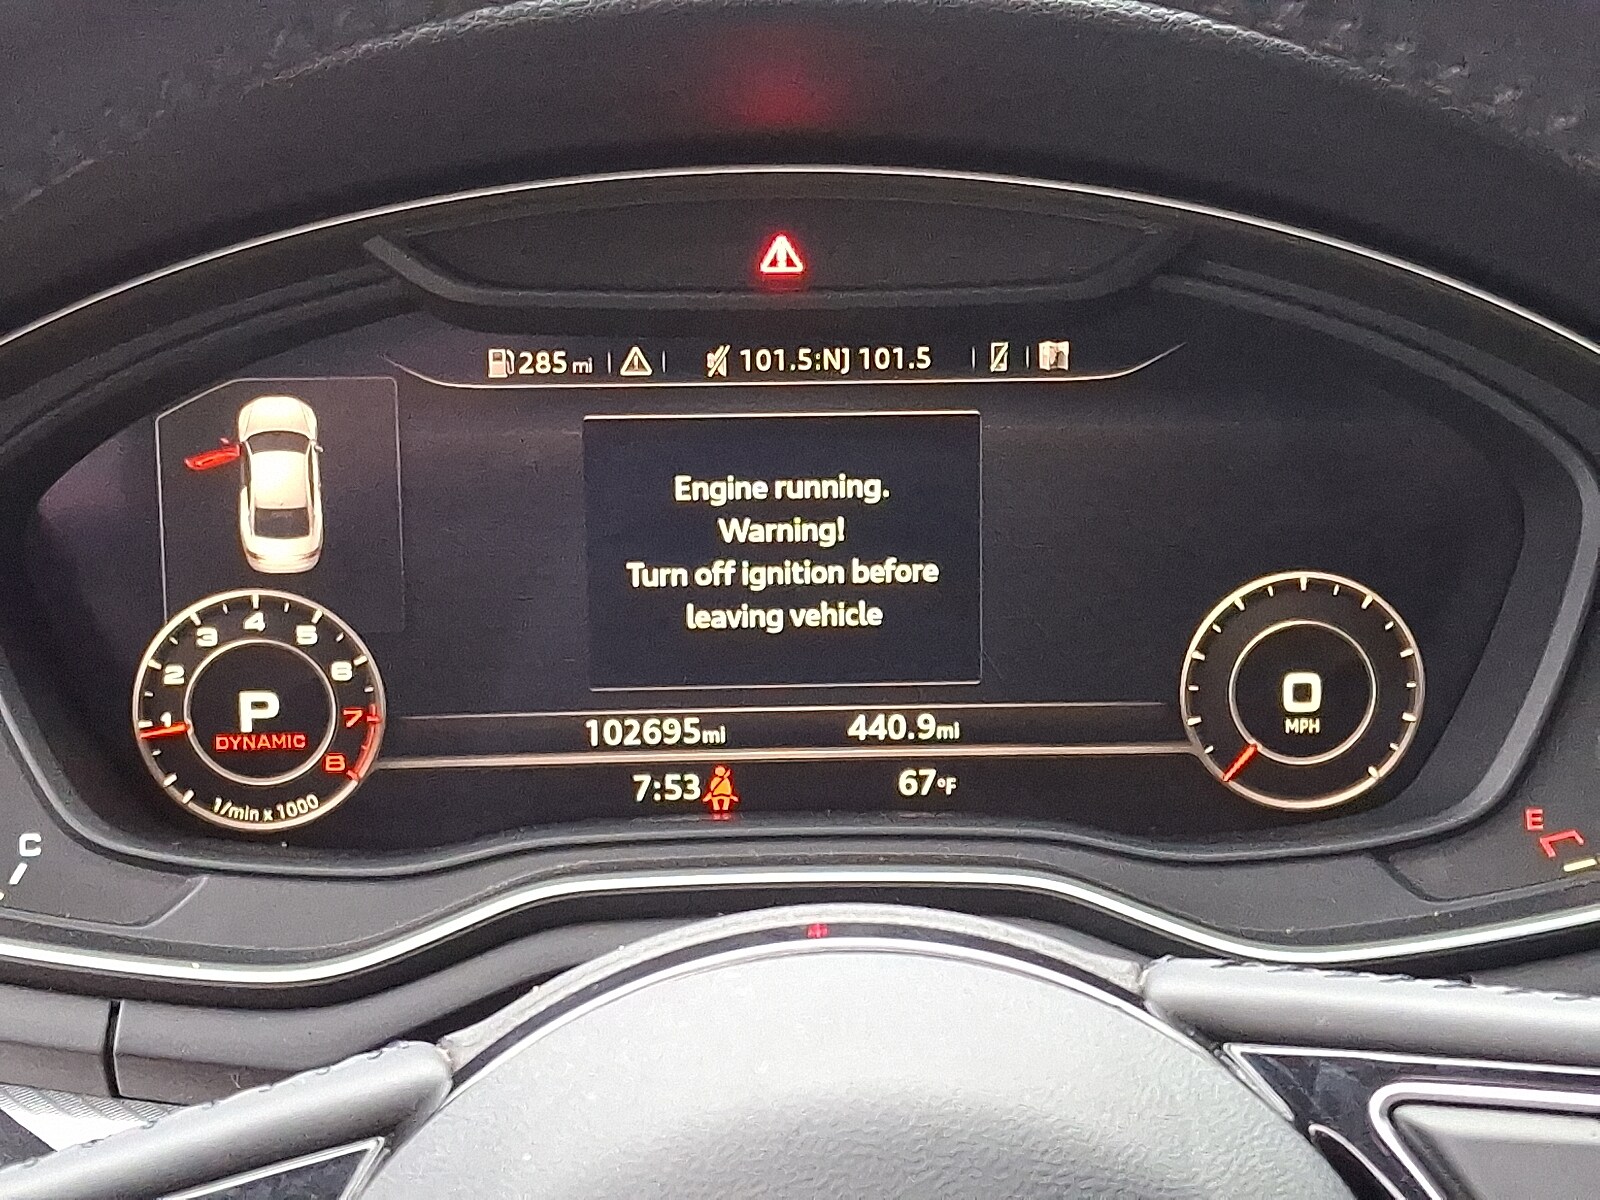 285 mi
101.5:NJ 101.5
Engine running.
Warning!
Turn off ignition before
leaving vehicle
1 2 3 4 5 6 7 8
P
DYNAMIC
1/min x 1000
0
MPH
102695mi 440.9mi
7:53 67°F
C
E